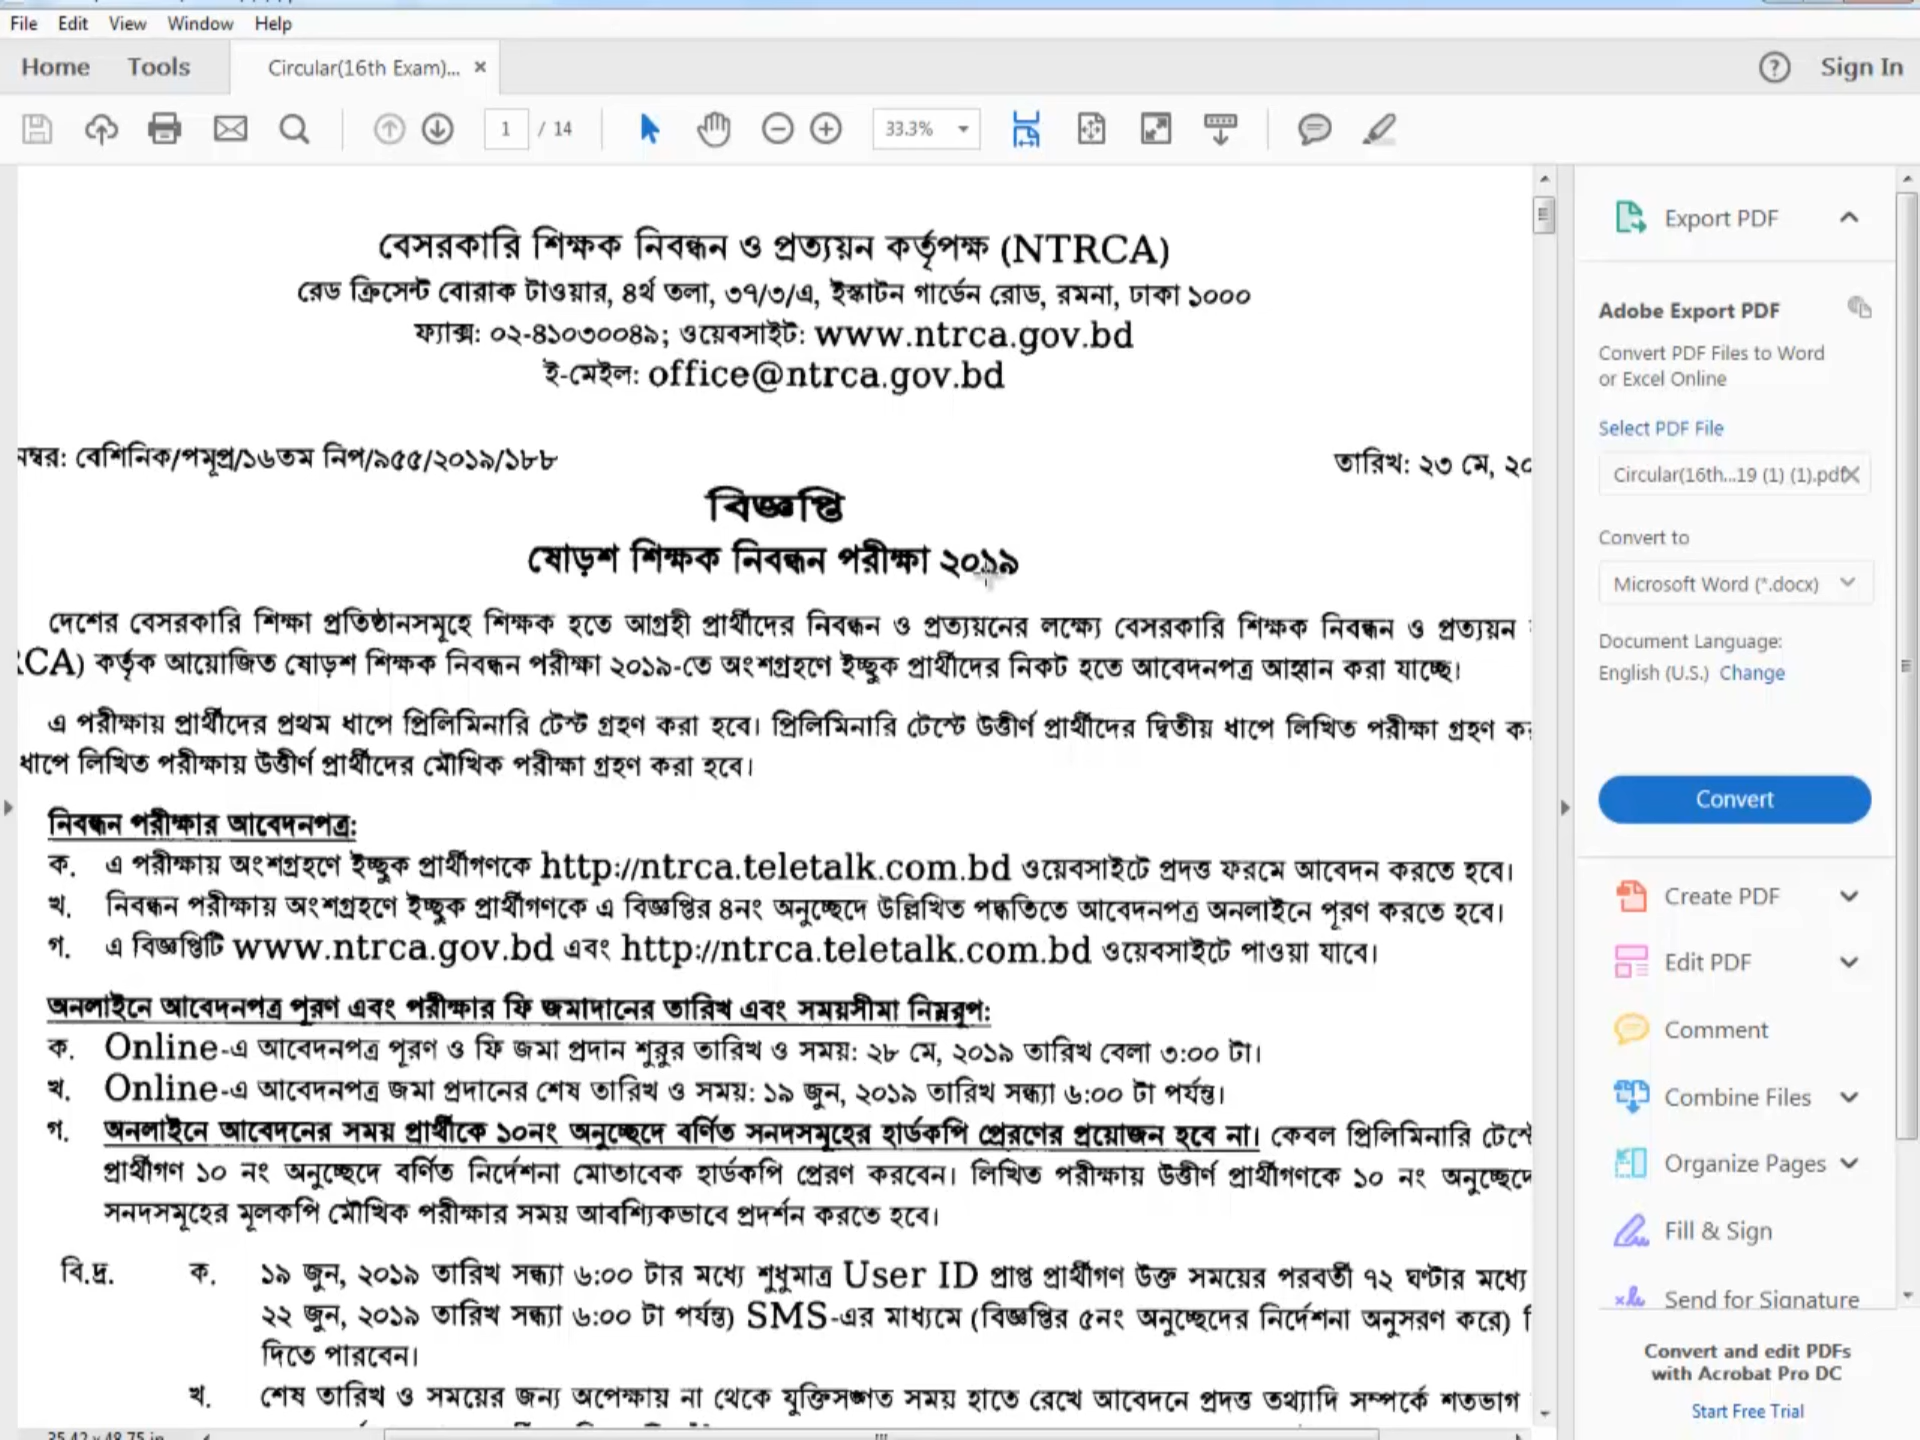 File Edit View Window Help
Home Tools Circular(16th Exam)... × Sign In
1 / 14 33.3%
বেসরকারি শিক্ষক নিবন্ধন ও প্রত্যয়ন কর্তৃপক্ষ (NTRCA)
রেড ক্রিসেন্ট বোরাক টাওয়ার, ৪র্থ তলা, ৩৭/৩/এ, ইস্কাটন গার্ডেন রোড, রমনা, ঢাকা ১০০০
ফ্যাক্স: ০২-৪১০৩০০৪৯; ওয়েবসাইট: www.ntrca.gov.bd
ই-মেইল: office@ntrca.gov.bd
নম্বর: বেশিনিক/পমূপ্র/১৬তম নিপ/৯৫৫/২০১৯/১৮৮ তারিখ: ২৩ মে, ২০
বিজ্ঞপ্তি
ষোড়শ শিক্ষক নিবন্ধন পরীক্ষা ২০১৯
দেশের বেসরকারি শিক্ষা প্রতিষ্ঠানসমূহে শিক্ষক হতে আগ্রহী প্রার্থীদের নিবন্ধন ও প্রত্যয়নের লক্ষ্যে বেসরকারি শিক্ষক নিবন্ধন ও প্রত্যয়ন
RCA) কর্তৃক আয়োজিত ষোড়শ শিক্ষক নিবন্ধন পরীক্ষা ২০১৯-তে অংশগ্রহণে ইচ্ছুক প্রার্থীদের নিকট হতে আবেদনপত্র আহ্বান করা যাচ্ছে।
এ পরীক্ষায় প্রার্থীদের প্রথম ধাপে প্রিলিমিনারি টেস্ট গ্রহণ করা হবে। প্রিলিমিনারি টেস্টে উত্তীর্ণ প্রার্থীদের দ্বিতীয় ধাপে লিখিত পরীক্ষা গ্রহণ
ধাপে লিখিত পরীক্ষায় উত্তীর্ণ প্রার্থীদের মৌখিক পরীক্ষা গ্রহণ করা হবে।
নিবন্ধন পরীক্ষার আবেদনপত্র:
ক. এ পরীক্ষায় অংশগ্রহণে ইচ্ছুক প্রার্থীগণকে http://ntrca.teletalk.com.bd ওয়েবসাইটে প্রদত্ত ফরমে আবেদন করতে হবে।
খ. নিবন্ধন পরীক্ষায় অংশগ্রহণে ইচ্ছুক প্রার্থীগণকে এ বিজ্ঞপ্তির ৪নং অনুচ্ছেদে উল্লিখিত পদ্ধতিতে আবেদনপত্র অনলাইনে পূরণ করতে হবে।
গ. এ বিজ্ঞপ্তিটি www.ntrca.gov.bd এবং http://ntrca.teletalk.com.bd ওয়েবসাইটে পাওয়া যাবে।
অনলাইনে আবেদনপত্র পূরণ এবং পরীক্ষার ফি জমাদানের তারিখ এবং সময়সীমা নিম্নরূপ:
ক. Online-এ আবেদনপত্র পূরণ ও ফি জমা প্রদান শুরুর তারিখ ও সময়: ২৮ মে, ২০১৯ তারিখ বেলা ৩:০০ টা।
খ. Online-এ আবেদনপত্র জমা প্রদানের শেষ তারিখ ও সময়: ১৯ জুন, ২০১৯ তারিখ সন্ধ্যা ৬:০০ টা পর্যন্ত।
গ. অনলাইনে আবেদনের সময় প্রার্থীকে ১০নং অনুচ্ছেদে বর্ণিত সনদসমূহের হার্ডকপি প্রেরণের প্রয়োজন হবে না। কেবল প্রিলিমিনারি টেস্টে
প্রার্থীগণ ১০ নং অনুচ্ছেদে বর্ণিত নির্দেশনা মোতাবেক হার্ডকপি প্রেরণ করবেন। লিখিত পরীক্ষায় উত্তীর্ণ প্রার্থীগণকে ১০ নং অনুচ্ছেদে
সনদসমূহের মূলকপি মৌখিক পরীক্ষার সময় আবশ্যিকভাবে প্রদর্শন করতে হবে।
বি.দ্র. ক. ১৯ জুন, ২০১৯ তারিখ সন্ধ্যা ৬:০০ টার মধ্যে শুধুমাত্র User ID প্রাপ্ত প্রার্থীগণ উক্ত সময়ের পরবর্তী ৭২ ঘণ্টার মধ্যে
২২ জুন, ২০১৯ তারিখ সন্ধ্যা ৬:০০ টা পর্যন্ত) SMS-এর মাধ্যমে (বিজ্ঞপ্তির ৫নং অনুচ্ছেদের নির্দেশনা অনুসরণ করে)
দিতে পারবেন।
খ. শেষ তারিখ ও সময়ের জন্য অপেক্ষায় না থেকে যুক্তিসঙ্গত সময় হাতে রেখে আবেদনে প্রদত্ত তথ্যাদি সম্পর্কে শতভাগ
35.42 x 48.75 in
Export PDF
Adobe Export PDF
Convert PDF Files to Word
or Excel Online
Select PDF File
Circular(16th...19 (1) (1).pdf
Convert to
Microsoft Word (*.docx)
Document Language:
English (U.S.) Change
Convert
Create PDF
Edit PDF
Comment
Combine Files
Organize Pages
Fill & Sign
Send for Signature
Convert and edit PDFs
with Acrobat Pro DC
Start Free Trial